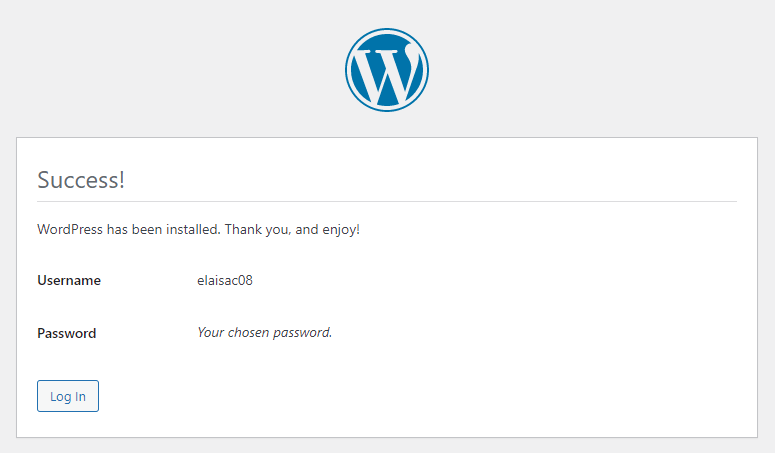 Success!
WordPress has been installed. Thank you, and enjoy!
Username elaisac08
Password Your chosen password.
Log In